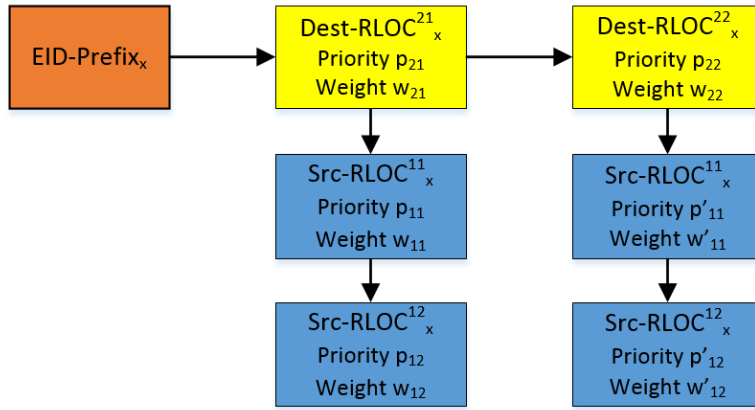 EID-Prefixₓ
Dest-RLOC²¹ₓ
Priority p₂₁
Weight w₂₁
Dest-RLOC²²ₓ
Priority p₂₂
Weight w₂₂
Src-RLOC¹¹ₓ
Priority p₁₁
Weight w₁₁
Src-RLOC¹¹ₓ
Priority p’₁₁
Weight w’₁₁
Src-RLOC¹²ₓ
Priority p₁₂
Weight w₁₂
Src-RLOC¹²ₓ
Priority p’₁₂
Weight w’₁₂